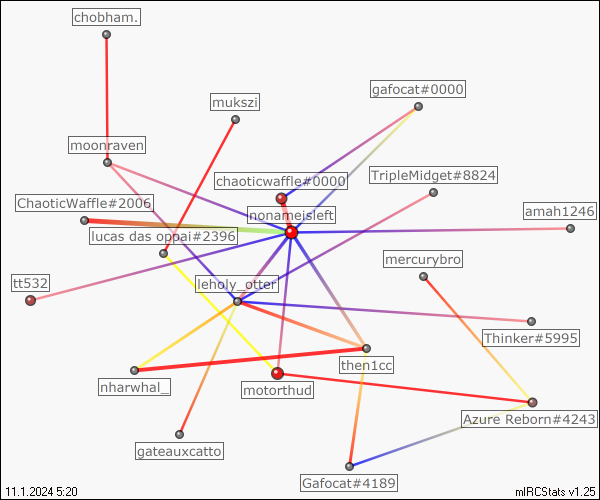 chobham.
gafocat#0000
mukszi
moonraven
chaoticwaffle#0000
TripleMidget#8824
ChaoticWaffle#2006
nonameisleft
amah1246
lucas das oppai#2396
mercurybro
tt532
leholy_otter
Thinker#5995
then1cc
nharwhal_
motorthud
Azure Reborn#4243
gateauxcatto
Gafocat#4189
11.1.2024 5:20
mIRCStats v1.25